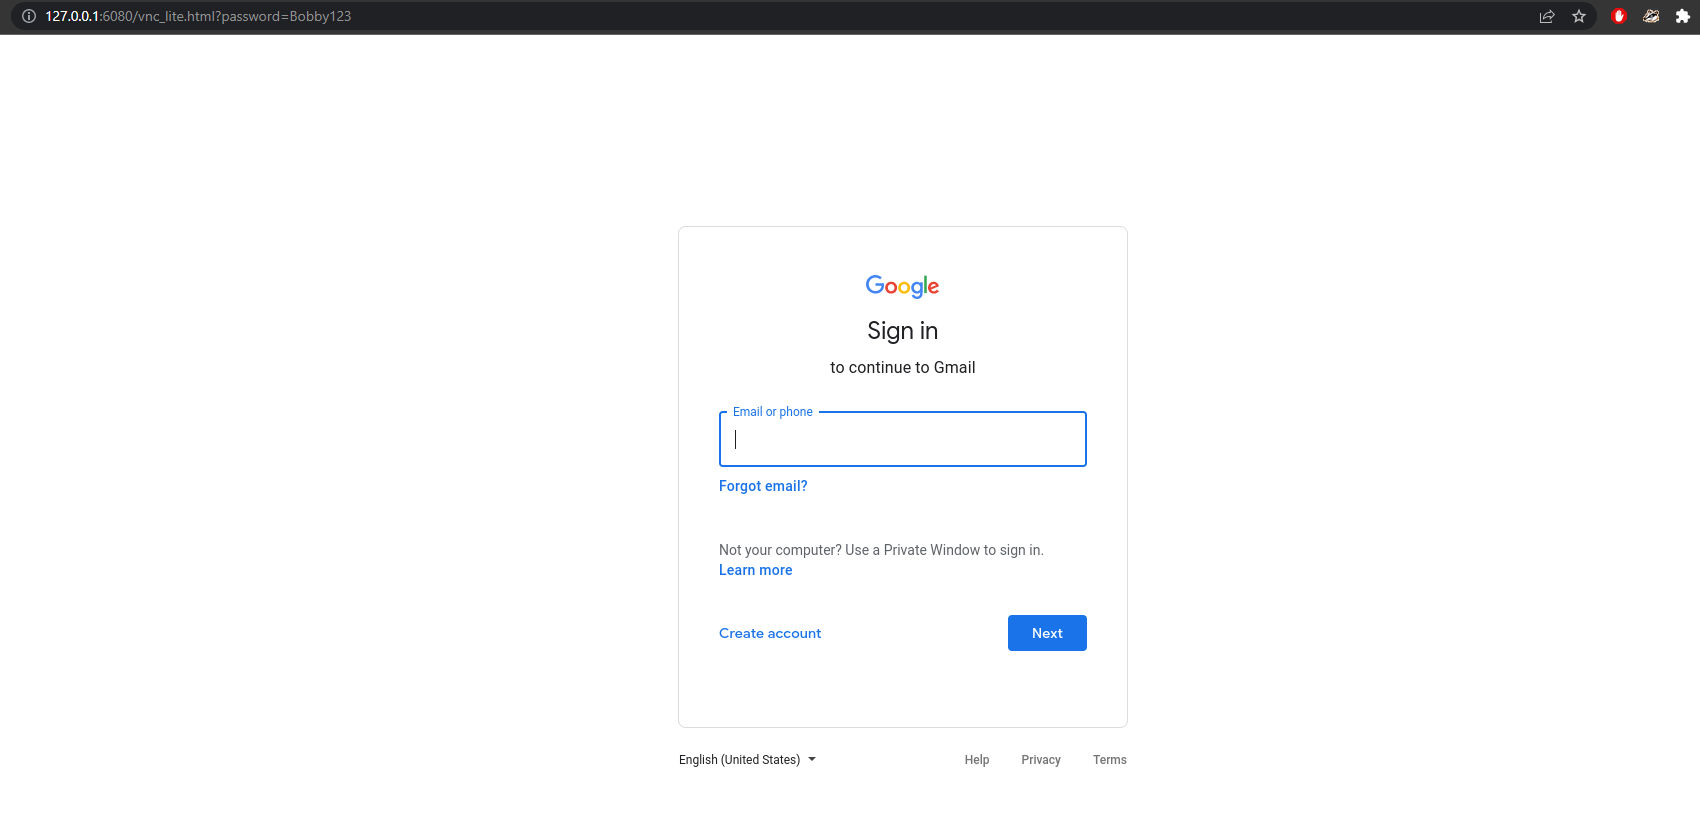 127.0.0.1:6080/vnc_lite.html?password=Bobby123
Google
Sign in
to continue to Gmail
Email or phone
Forgot email?
Not your computer? Use a Private Window to sign in.
Learn more
Create account
Next
English (United States)
Help
Privacy
Terms